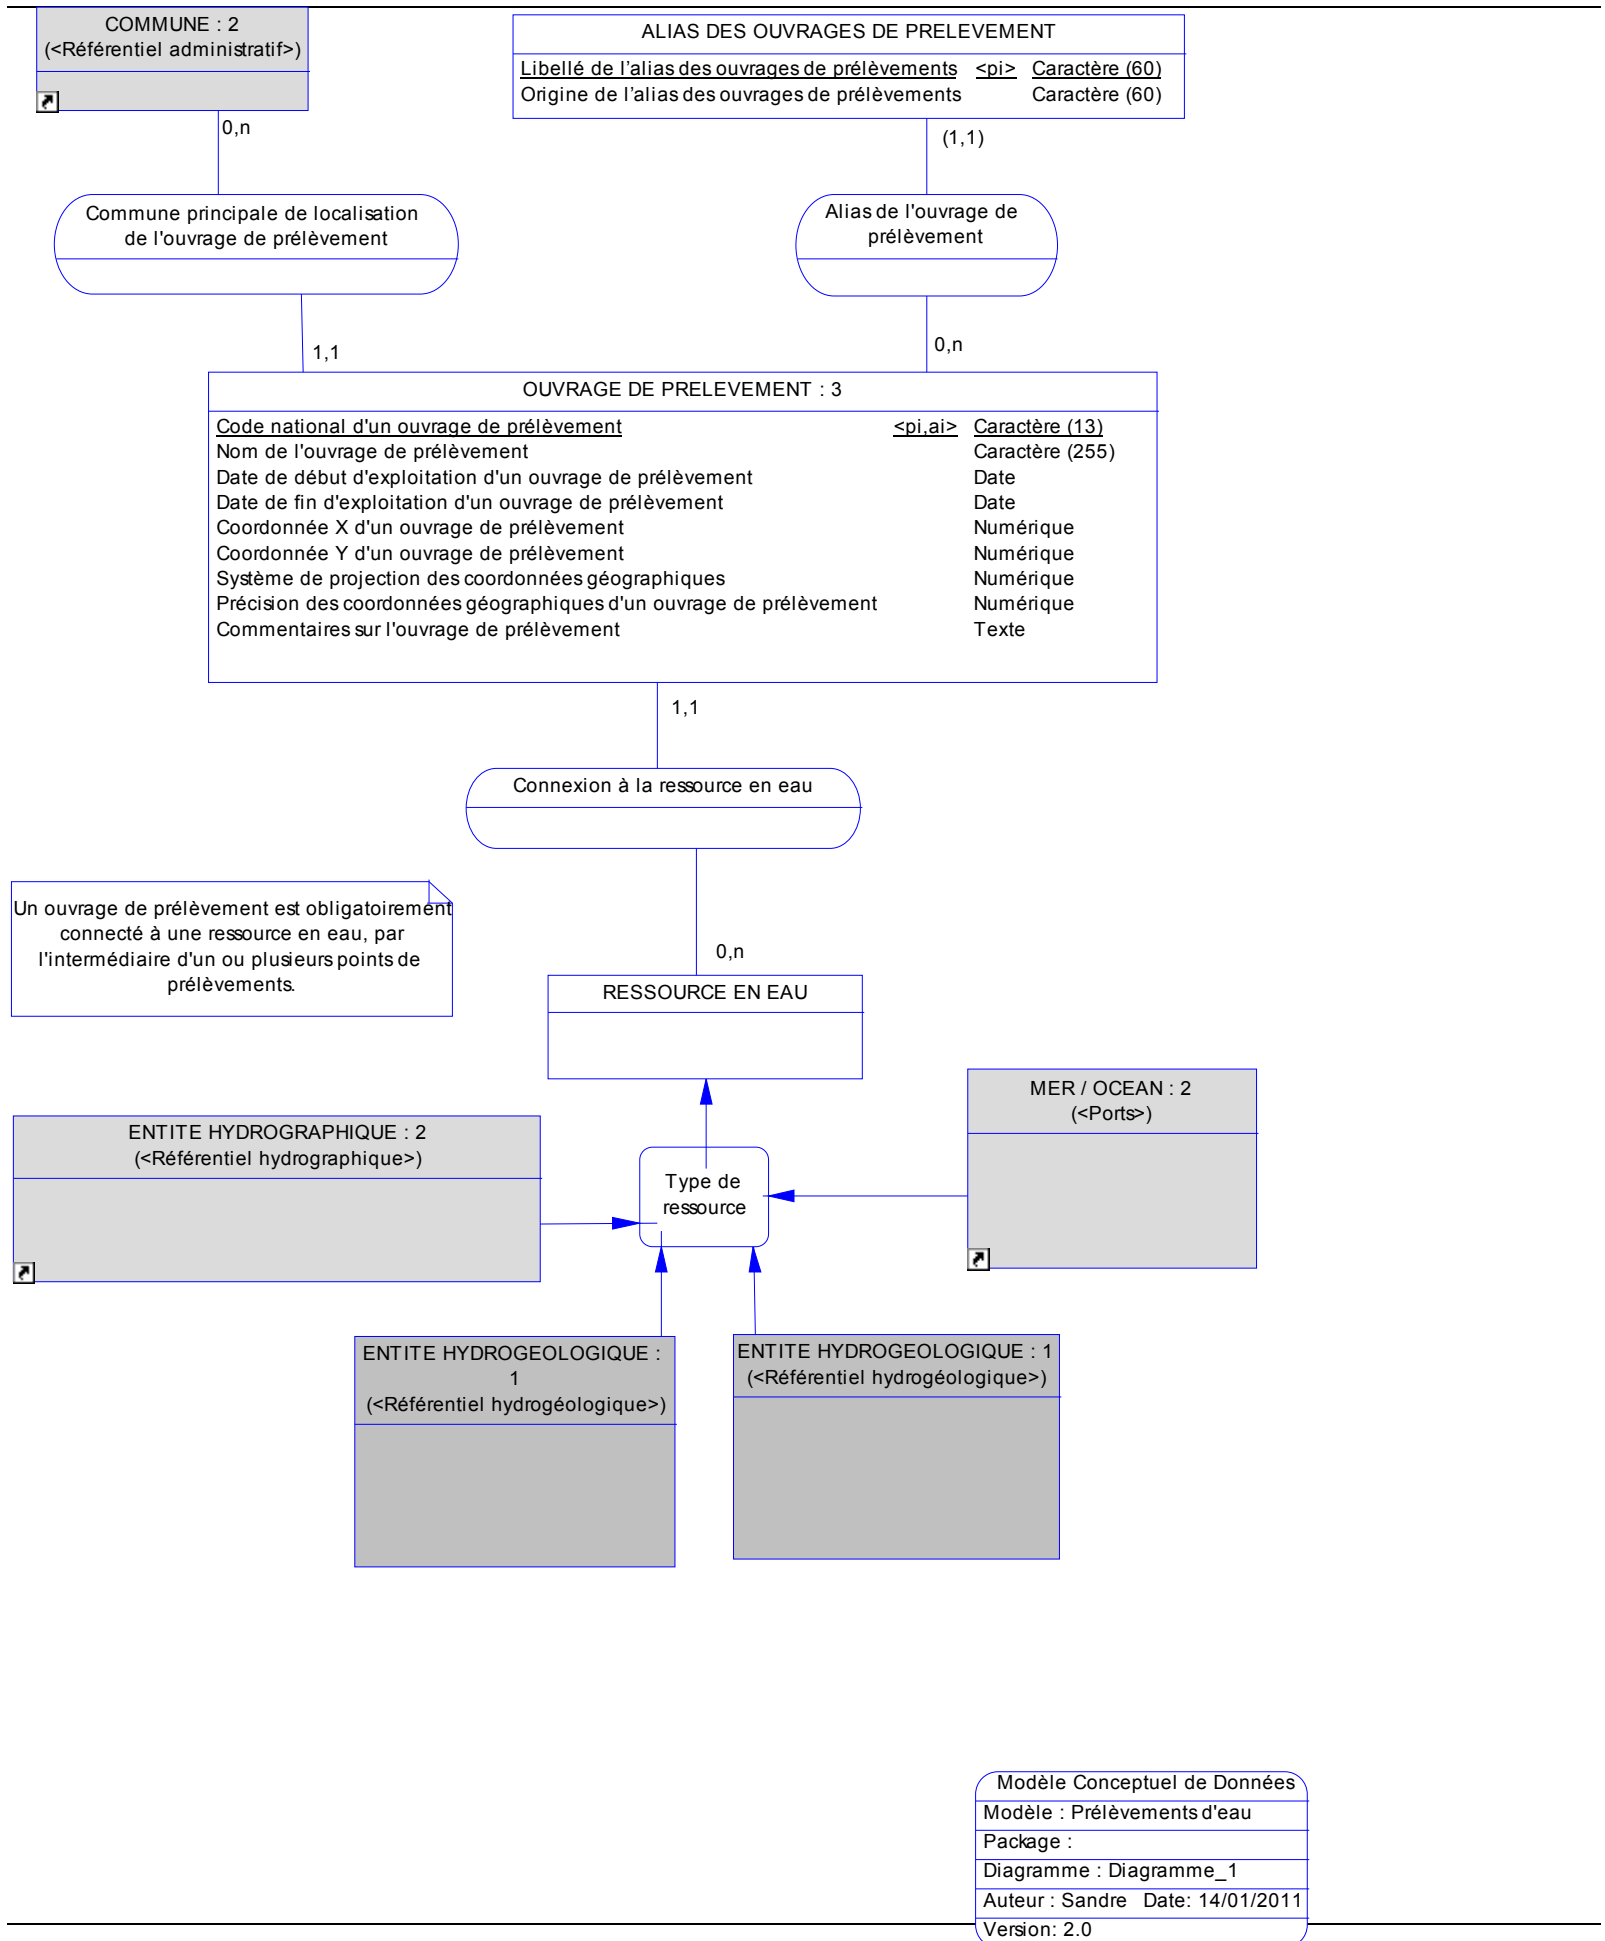 COMMUNE : 2
(<Référentiel administratif>)
ALIAS DES OUVRAGES DE PRELEVEMENT
Libellé de l'alias des ouvrages de prélèvements <pi> Caractère (60)
Origine de l'alias des ouvrages de prélèvements Caractère (60)
0,n
(1,1)
Commune principale de localisation
de l'ouvrage de prélèvement
Alias de l'ouvrage de
prélèvement
1,1
0,n
OUVRAGE DE PRELEVEMENT : 3
Code national d'un ouvrage de prélèvement <pi,ai> Caractère (13)
Nom de l'ouvrage de prélèvement Caractère (255)
Date de début d'exploitation d'un ouvrage de prélèvement Date
Date de fin d'exploitation d'un ouvrage de prélèvement Date
Coordonnée X d'un ouvrage de prélèvement Numérique
Coordonnée Y d'un ouvrage de prélèvement Numérique
Système de projection des coordonnées géographiques Numérique
Précision des coordonnées géographiques d'un ouvrage de prélèvement Numérique
Commentaires sur l'ouvrage de prélèvement Texte
1,1
Connexion à la ressource en eau
Un ouvrage de prélèvement est obligatoirement
connecté à une ressource en eau, par
l'intermédiaire d'un ou plusieurs points de
prélèvements.
0,n
RESSOURCE EN EAU
MER / OCEAN : 2
(<Ports>)
ENTITE HYDROGRAPHIQUE : 2
(<Référentiel hydrographique>)
Type de
ressource
ENTITE HYDROGEOLOGIQUE :
1
(<Référentiel hydrogéologique>)
ENTITE HYDROGEOLOGIQUE : 1
(<Référentiel hydrogéologique>)
Modèle Conceptuel de Données
Modèle : Prélèvements d'eau
Package :
Diagramme : Diagramme_1
Auteur : Sandre Date: 14/01/2011
Version: 2.0